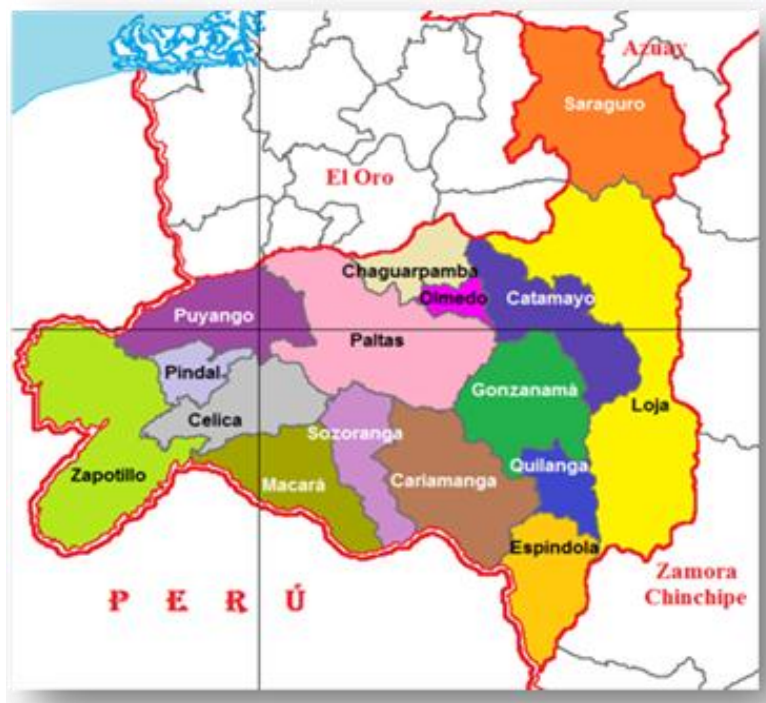 Azuay
Saraguro
El Oro
Chaguarpamba
Olmedo
Catamayo
Puyango
Paltas
Pindal
Gonzanamá
Celica
Loja
Sozoranga
Quilanga
Zapotillo
Macará
Cariamanga
Espindola
Zamora
Chinchipe
P E R Ú